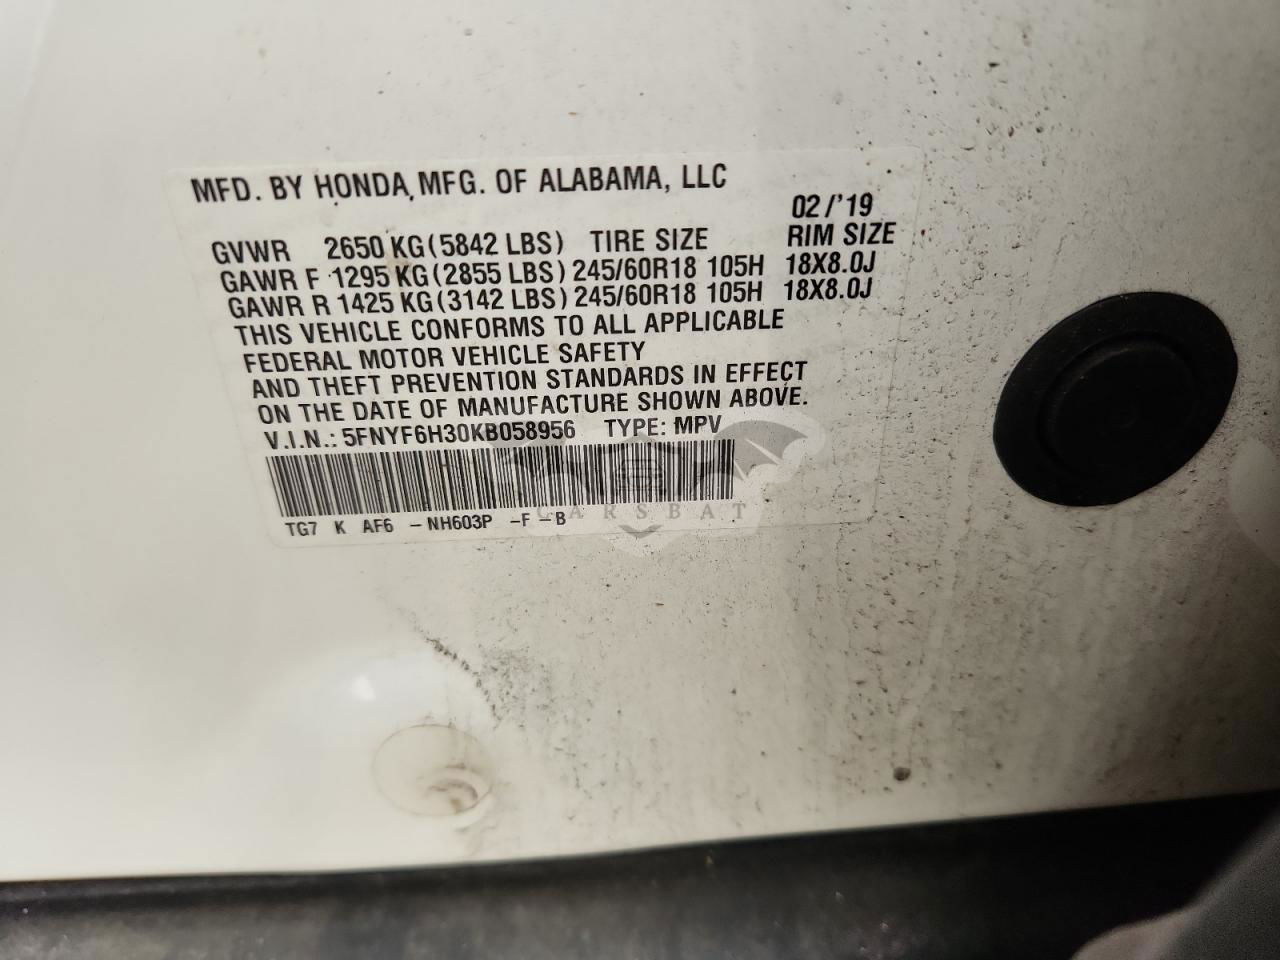 MFD. BY HONDA MFG. OF ALABAMA, LLC
02/'19
GVWR 2650 KG(5842 LBS) TIRE SIZE RIM SIZE
GAWR F 1295 KG(2855 LBS) 245/60R18 105H 18X8.0J
GAWR R 1425 KG(3142 LBS) 245/60R18 105H 18X8.0J
THIS VEHICLE CONFORMS TO ALL APPLICABLE
FEDERAL MOTOR VEHICLE SAFETY
AND THEFT PREVENTION STANDARDS IN EFFECT
ON THE DATE OF MANUFACTURE SHOWN ABOVE.
V.I.N.: 5FNYF6H30KB058956 TYPE: MPV
TG7 K AF6 -NH603P -F-B
CARSBAT